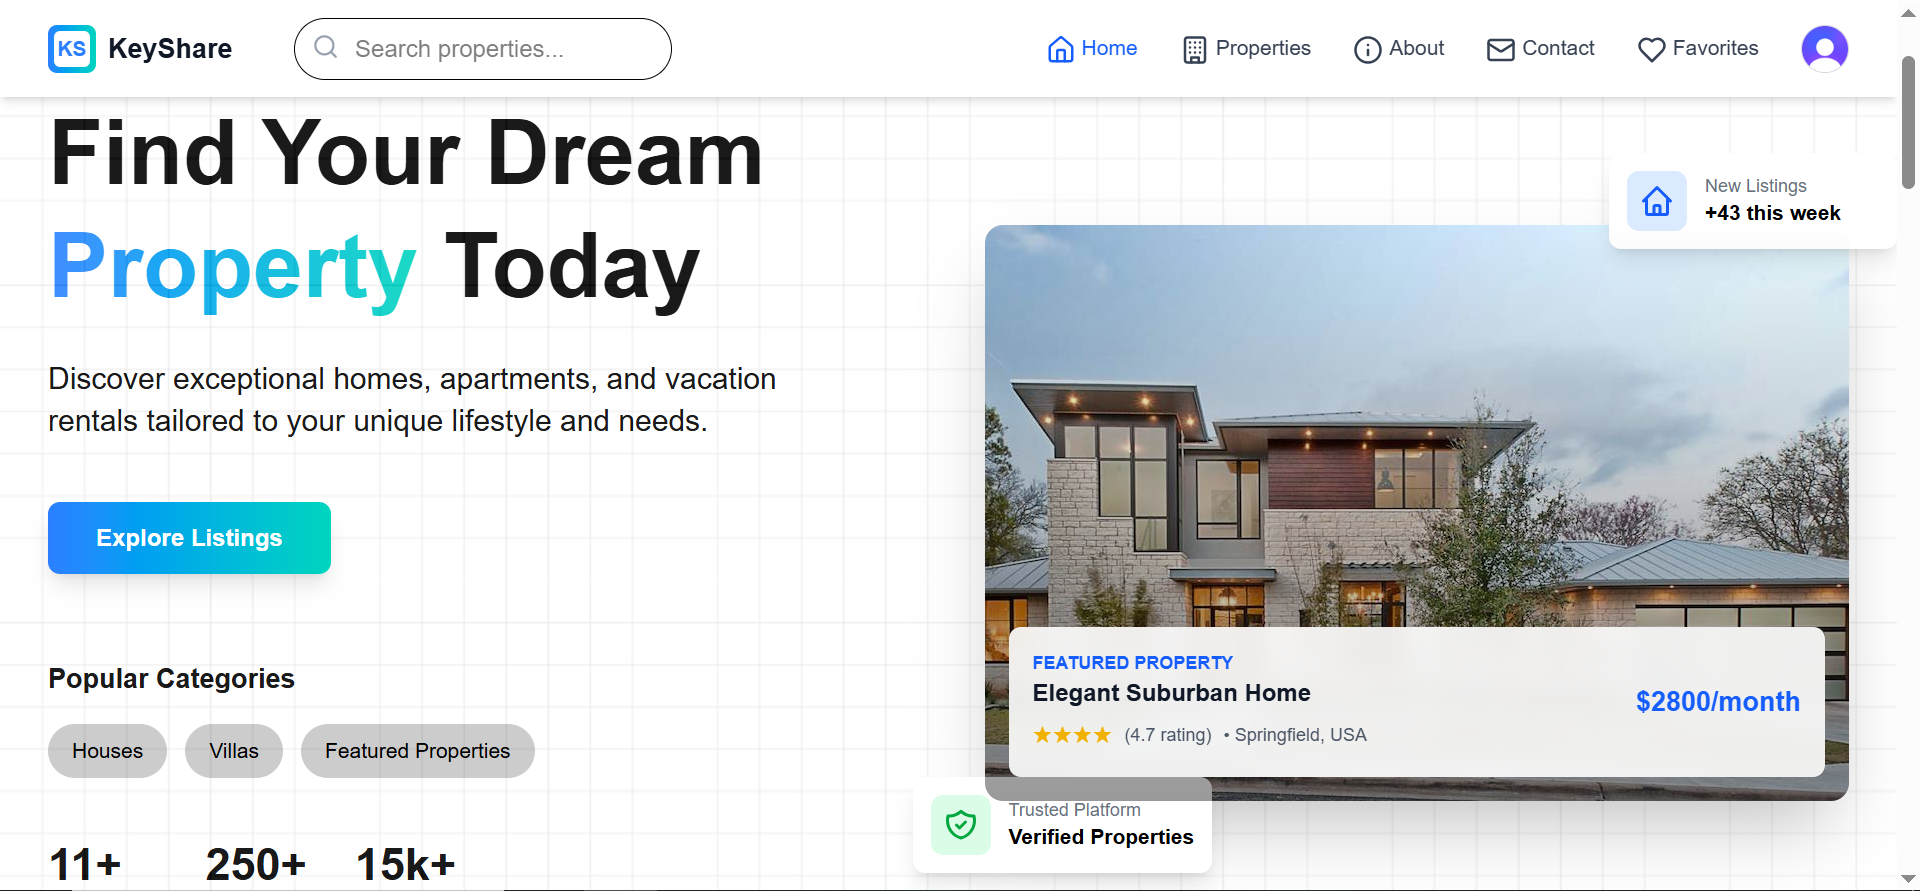 KS KeyShare
Search properties...
Home
Properties
About
Contact
Favorites
Find Your Dream
Property Today
Discover exceptional homes, apartments, and vacation
rentals tailored to your unique lifestyle and needs.
Explore Listings
Popular Categories
Houses
Villas
Featured Properties
11+
250+
15k+
New Listings
+43 this week
FEATURED PROPERTY
Elegant Suburban Home
$2800/month
(4.7 rating) • Springfield, USA
Trusted Platform
Verified Properties